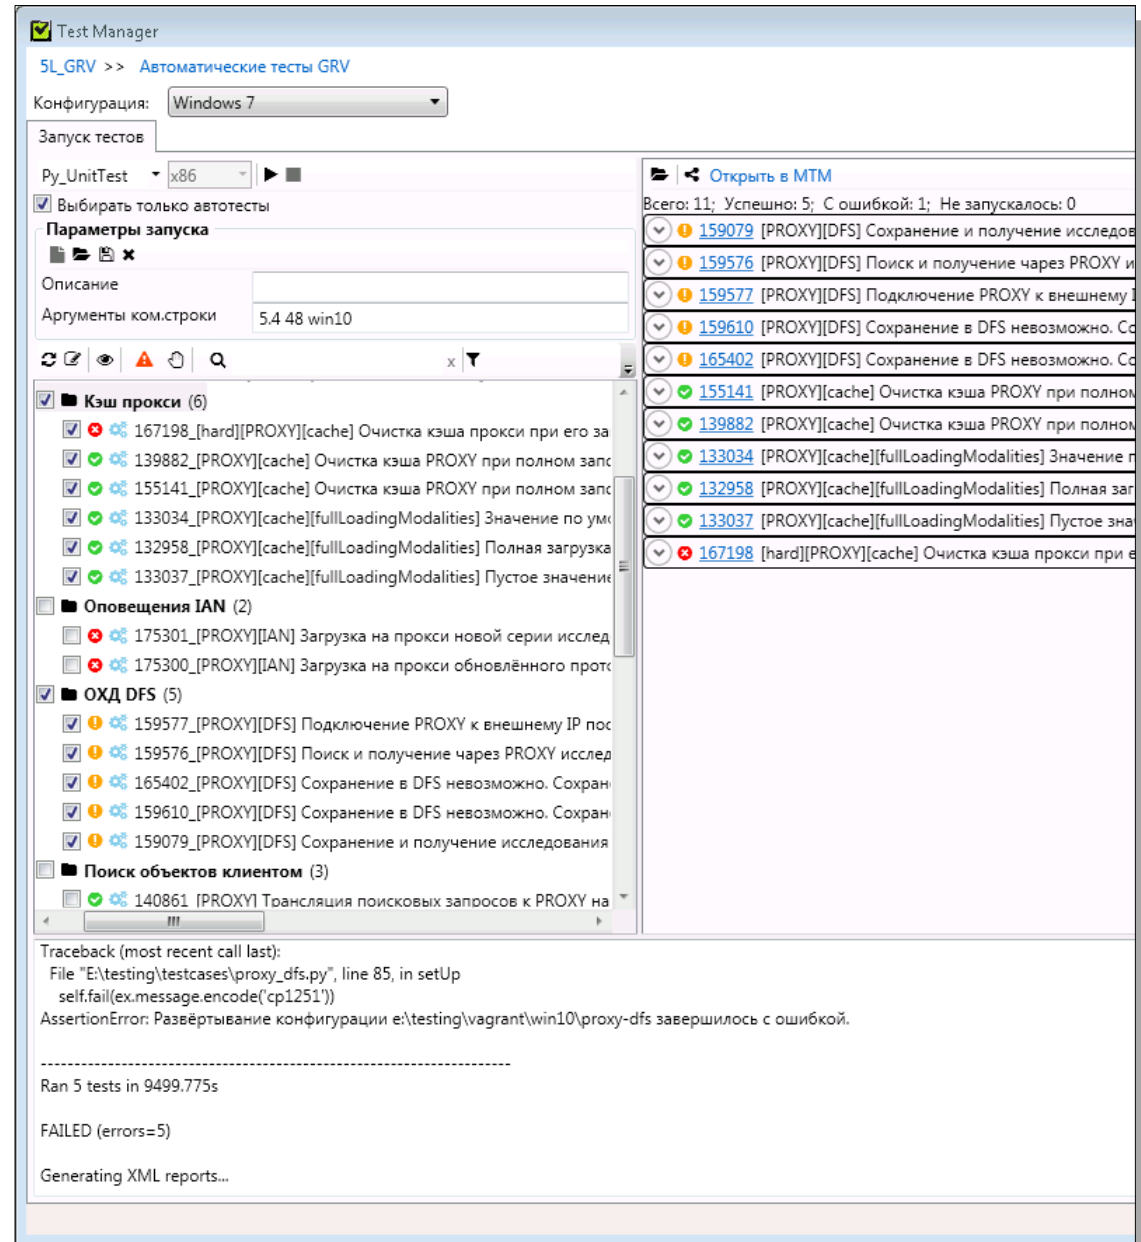 Test Manager
5L_GRV >> Автоматические тесты GRV
Конфигурация: Windows 7
Запуск тестов
Py_UnitTest x86
Выбирать только автотесты
Параметры запуска
Описание
Аргументы ком.строки 5.4 48 win10
x
Кэш прокси (6)
167198_[hard][PROXY][cache] Очистка кэша прокси при его за
139882_[PROXY][cache] Очистка кэша PROXY при полном запо
155141_[PROXY][cache] Очистка кэша PROXY при полном запо
133034_[PROXY][cache][fullLoadingModalities] Значение по умо
132958_[PROXY][cache][fullLoadingModalities] Полная загрузка
133037_[PROXY][cache][fullLoadingModalities] Пустое значение
Оповещения IAN (2)
175301_[PROXY][IAN] Загрузка на прокси новой серии исслед
175300_[PROXY][IAN] Загрузка на прокси обновлённого прото
ОХД DFS (5)
159577_[PROXY][DFS] Подключение PROXY к внешнему IP пос
159576_[PROXY][DFS] Поиск и получение чарез PROXY исслед
165402_[PROXY][DFS] Сохранение в DFS невозможно. Сохран
159610_[PROXY][DFS] Сохранение в DFS невозможно. Сохран
159079_[PROXY][DFS] Сохранение и получение исследования
Поиск объектов клиентом (3)
140861_[PROXY] Трансляция поисковых запросов к PROXY на
Открыть в MTM
Всего: 11; Успешно: 5; С ошибкой: 1; Не запускалось: 0
159079 [PROXY][DFS] Сохранение и получение исследов
159576 [PROXY][DFS] Поиск и получение чарез PROXY и
159577 [PROXY][DFS] Подключение PROXY к внешнему I
159610 [PROXY][DFS] Сохранение в DFS невозможно. Со
165402 [PROXY][DFS] Сохранение в DFS невозможно. Со
155141 [PROXY][cache] Очистка кэша PROXY при полном
139882 [PROXY][cache] Очистка кэша PROXY при полном
133034 [PROXY][cache][fullLoadingModalities] Значение п
132958 [PROXY][cache][fullLoadingModalities] Полная заг
133037 [PROXY][cache][fullLoadingModalities] Пустое зна
167198 [hard][PROXY][cache] Очистка кэша прокси при е
Traceback (most recent call last):
File "E:\testing\testcases\proxy_dfs.py", line 85, in setUp
self.fail(ex.message.encode('cp1251'))
AssertionError: Развёртывание конфигурации e:\testing\vagrant\win10\proxy-dfs завершилось с ошибкой.
----------------------------------------------------------------------
Ran 5 tests in 9499.775s
FAILED (errors=5)
Generating XML reports...